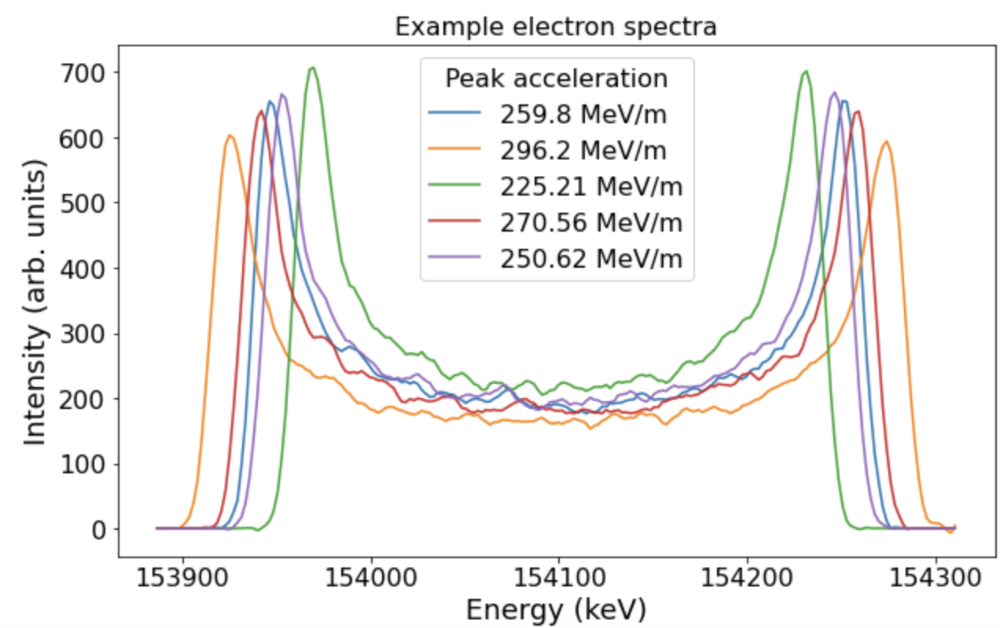 Example electron spectra
Peak acceleration
259.8 MeV/m
296.2 MeV/m
225.21 MeV/m
270.56 MeV/m
250.62 MeV/m
700
600
500
400
300
200
100
0
Intensity (arb. units)
153900 154000 154100 154200 154300
Energy (keV)